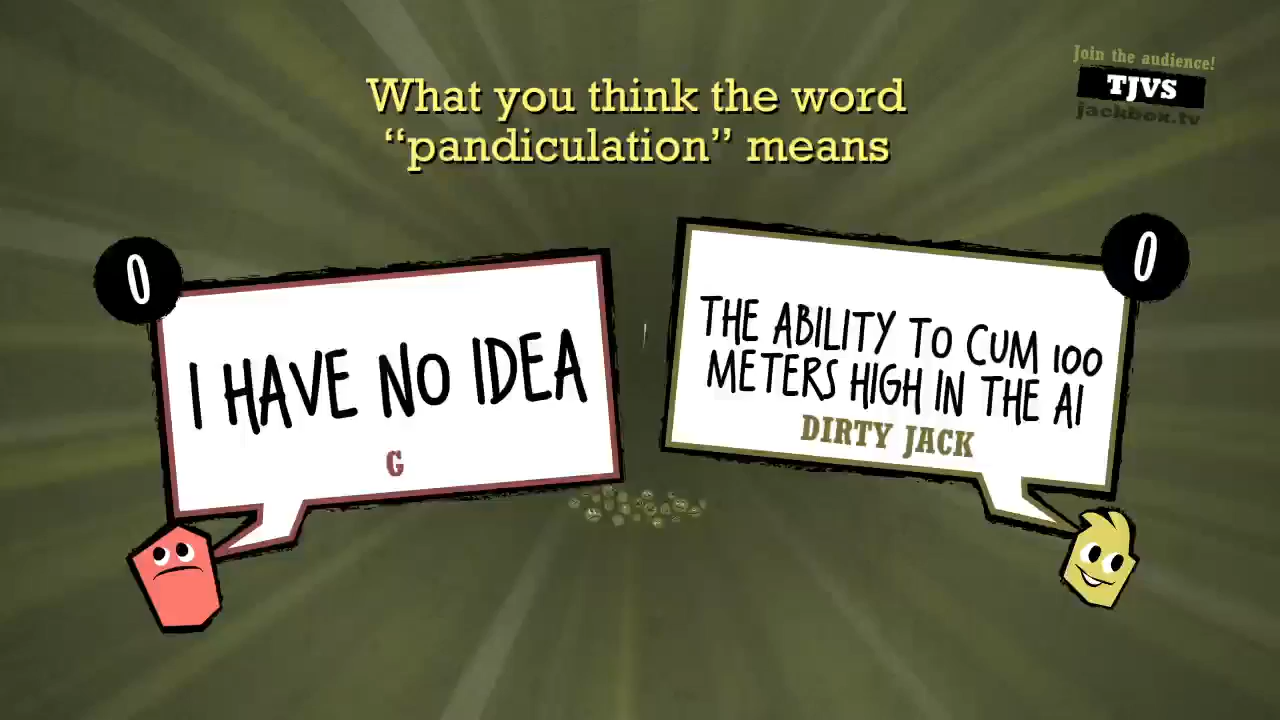 Join the audience!
TJVS
jackbox.tv
What you think the word
“pandiculation” means
0
0
I HAVE NO IDEA
G
THE ABILITY TO CUM 100
METERS HIGH IN THE AI
DIRTY JACK